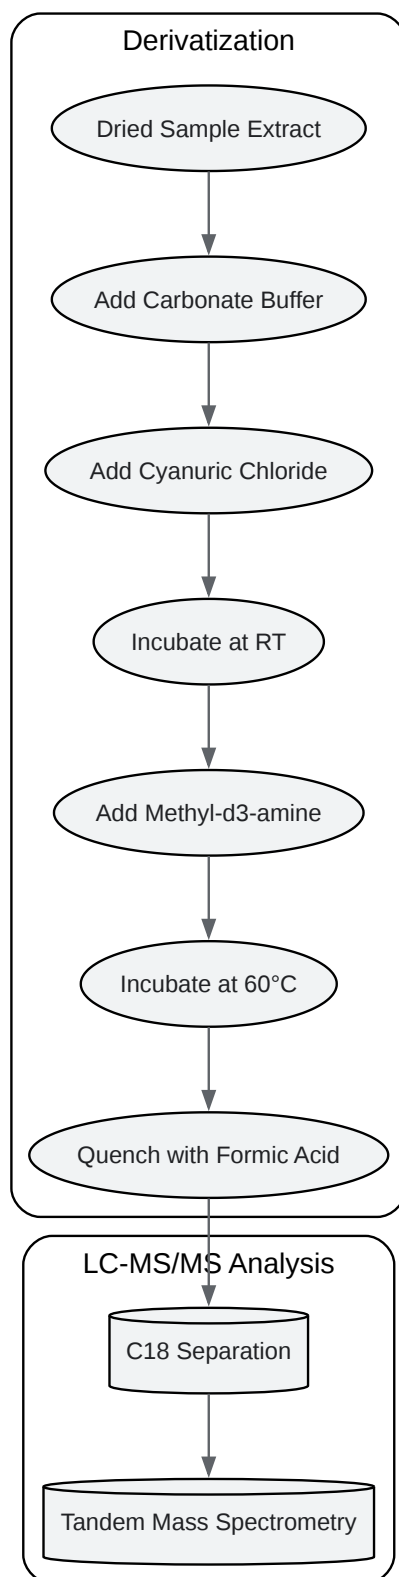 Derivatization
Dried Sample Extract
Add Carbonate Buffer
Add Cyanuric Chloride
Incubate at RT
Add Methyl-d3-amine
Incubate at 60°C
Quench with Formic Acid
LC-MS/MS Analysis
C18 Separation
Tandem Mass Spectrometry